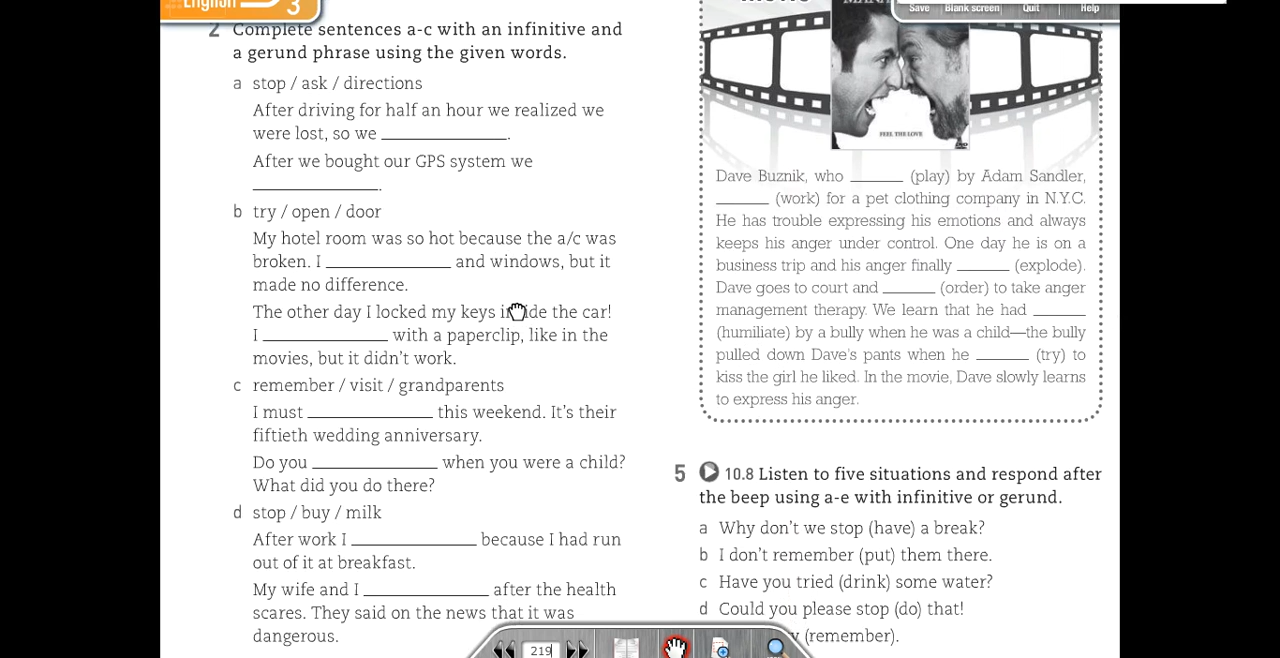 English
3
Save Blank screen Quit Help
2 Complete sentences a-c with an infinitive and
a gerund phrase using the given words.
a stop / ask / directions
After driving for half an hour we realized we
were lost, so we ____________.
After we bought our GPS system we
____________.
b try / open / door
My hotel room was so hot because the a/c was
broken. I ____________ and windows, but it
made no difference.
The other day I locked my keys inside the car!
I ____________ with a paperclip, like in the
movies, but it didn't work.
c remember / visit / grandparents
I must ____________ this weekend. It's their
fiftieth wedding anniversary.
Do you ____________ when you were a child?
What did you do there?
d stop / buy / milk
After work I ____________ because I had run
out of it at breakfast.
My wife and I ____________ after the health
scares. They said on the news that it was
dangerous.
FEEL THE LOVE
Dave Buznik, who ______ (play) by Adam Sandler,
______ (work) for a pet clothing company in N.Y.C.
He has trouble expressing his emotions and always
keeps his anger under control. One day he is on a
business trip and his anger finally ______ (explode).
Dave goes to court and ______ (order) to take anger
management therapy. We learn that he had ______
(humiliate) by a bully when he was a child—the bully
pulled down Dave's pants when he ______ (try) to
kiss the girl he liked. In the movie, Dave slowly learns
to express his anger.
5 10.8 Listen to five situations and respond after
the beep using a-e with infinitive or gerund.
a Why don't we stop (have) a break?
b I don't remember (put) them there.
c Have you tried (drink) some water?
d Could you please stop (do) that!
(remember).
219